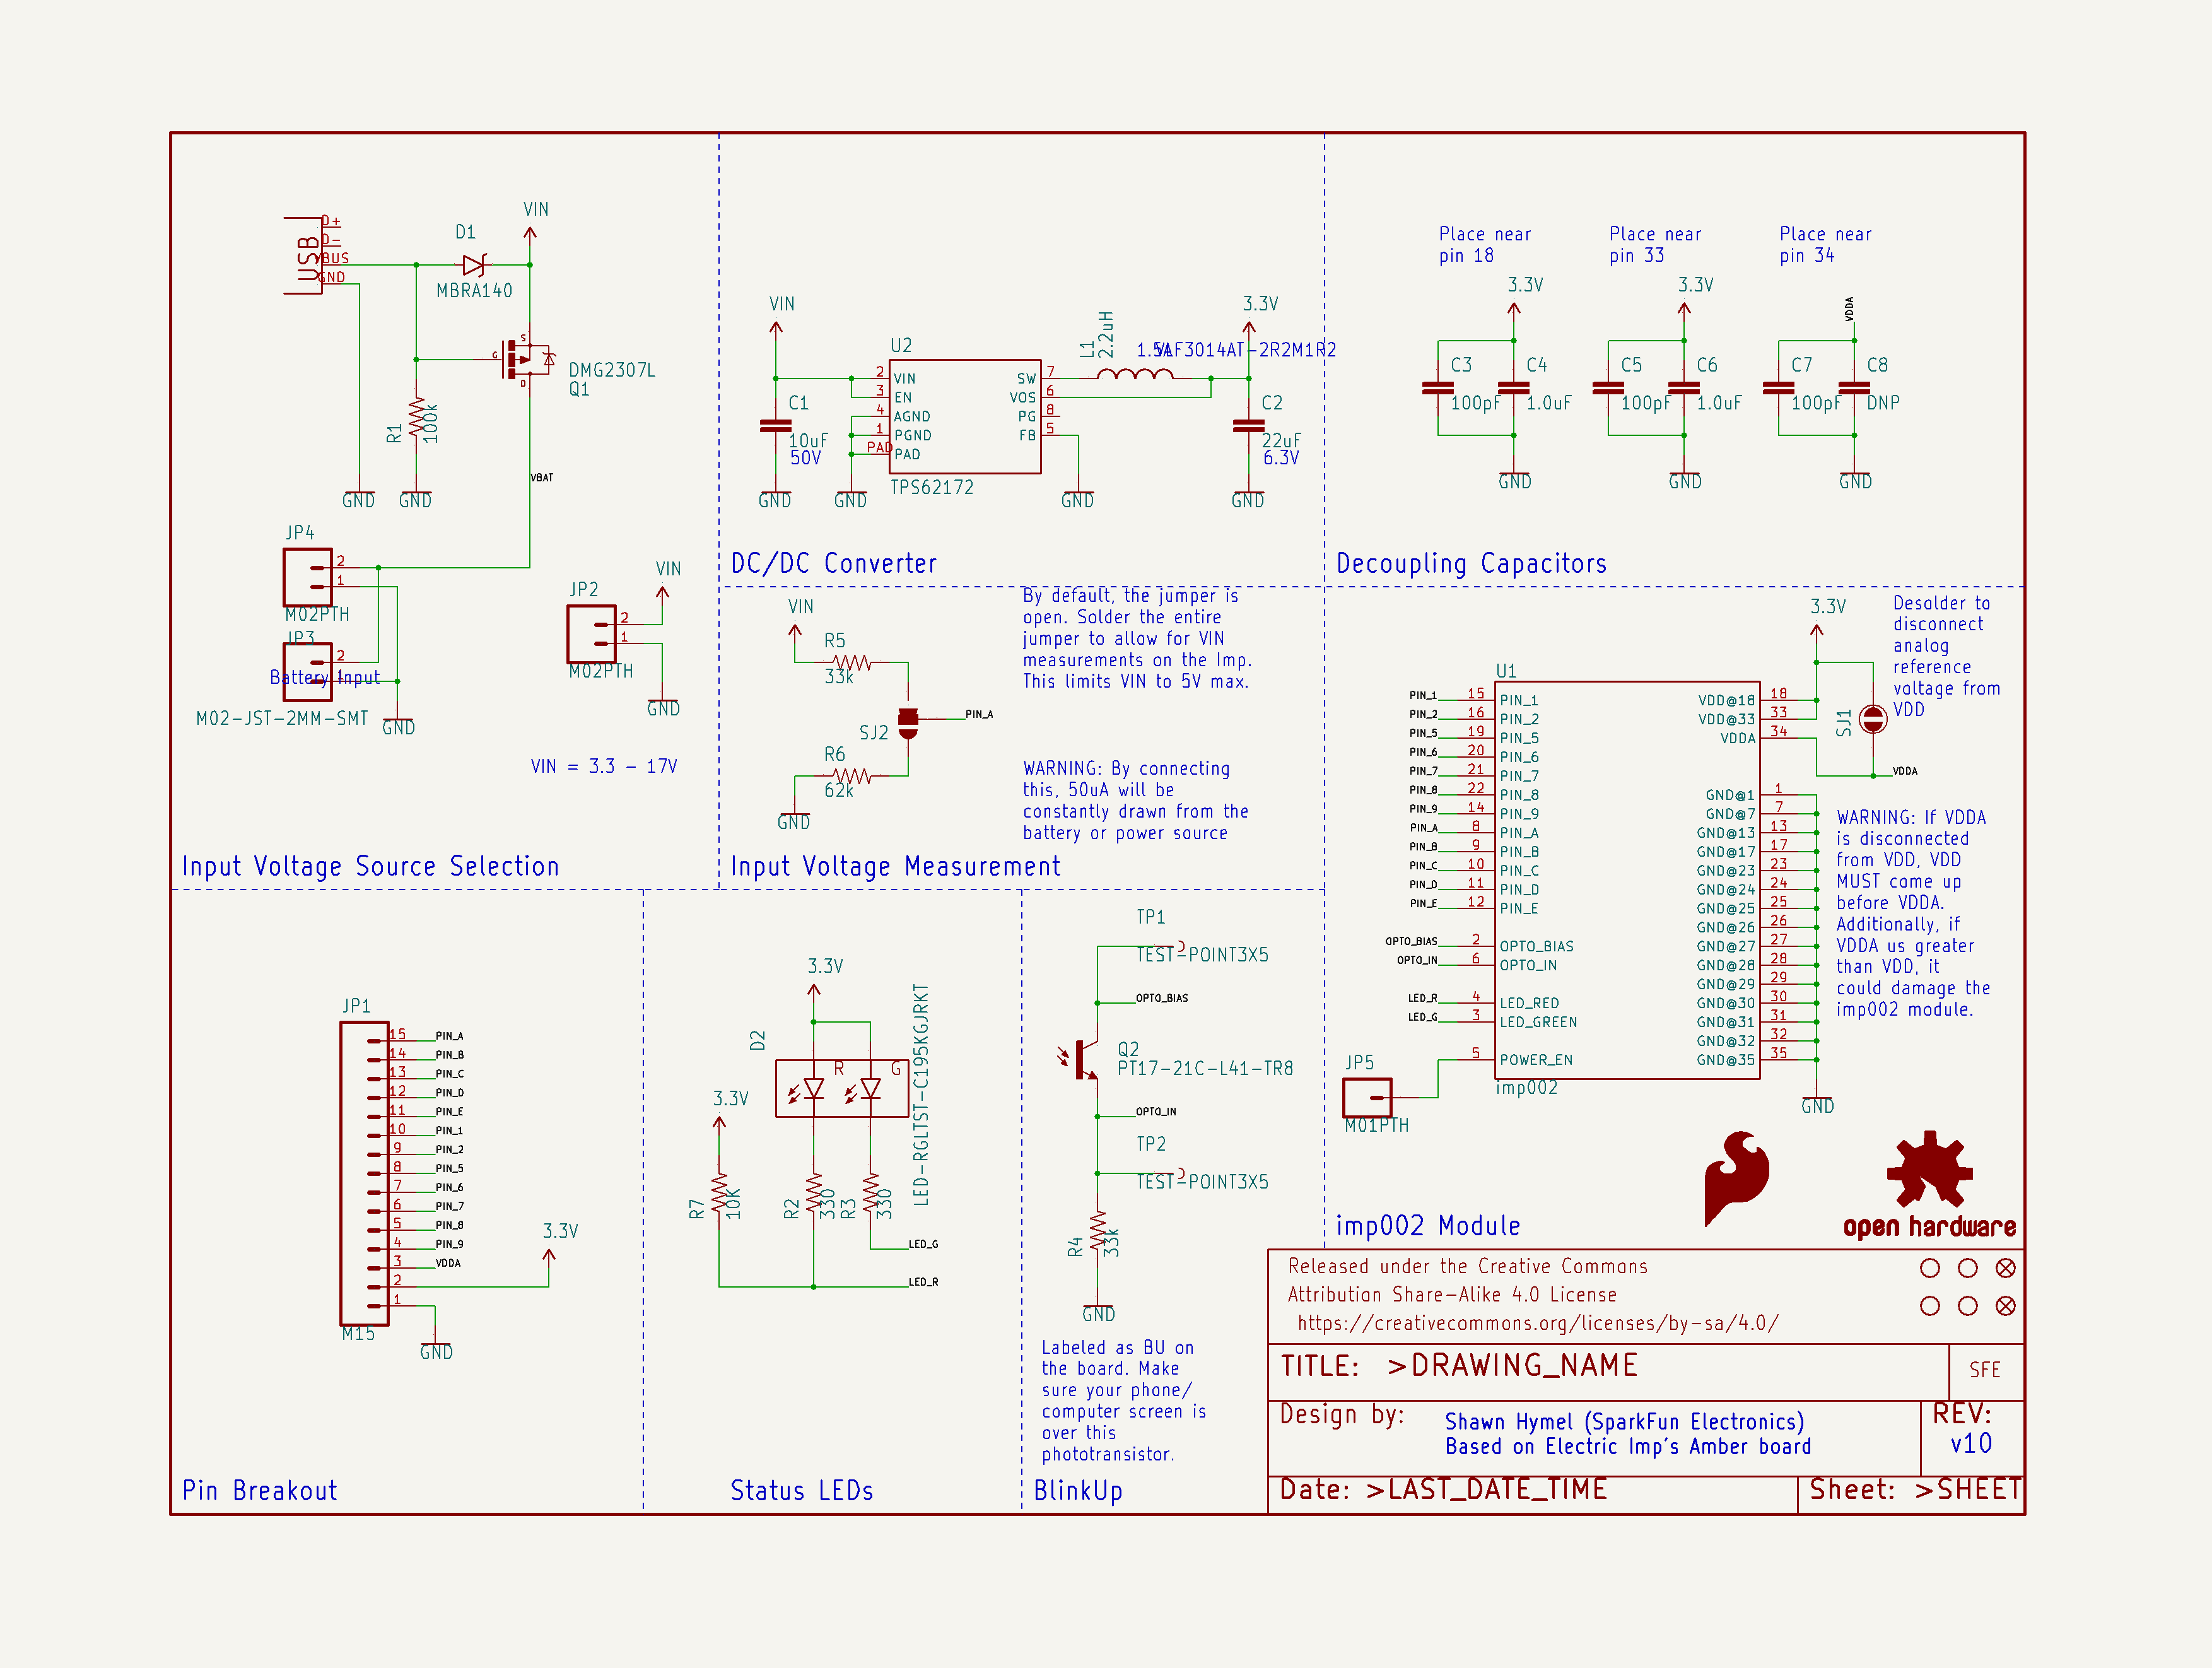 VIN
D+
D-
VBUS
GND
USB
D1
MBRA140
S
G
D
DMG2307L
Q1
R1
100k
VBAT
GND
GND
JP4
2
1
M02PTH
JP3
2
1
Battery Input
M02-JST-2MM-SMT
GND
JP2
VIN
2
1
M02PTH
GND
VIN = 3.3 - 17V
Input Voltage Source Selection
VIN
C1
10uF
50V
GND
U2
2 VIN
3 EN
4 AGND
1 PGND
PAD PAD
SW 7
VOS 6
PG 8
FB 5
TPS62172
GND
GND
L1
2.2uH
1.5A
VLF3014AT-2R2M1R2
3.3V
C2
22uF
6.3V
GND
DC/DC Converter
Place near
pin 18
3.3V
C3
100pF
C4
1.0uF
GND
Place near
pin 33
3.3V
C5
100pF
C6
1.0uF
GND
Place near
pin 34
VDDA
C7
100pF
C8
DNP
GND
Decoupling Capacitors
VIN
R5
33k
SJ2
PIN_A
R6
62k
GND
By default, the jumper is
open. Solder the entire
jumper to allow for VIN
measurements on the Imp.
This limits VIN to 5V max.
WARNING: By connecting
this, 50uA will be
constantly drawn from the
battery or power source
Input Voltage Measurement
U1
PIN_1 15 PIN_1
PIN_2 16 PIN_2
PIN_5 19 PIN_5
PIN_6 20 PIN_6
PIN_7 21 PIN_7
PIN_8 22 PIN_8
PIN_9 14 PIN_9
PIN_A 8 PIN_A
PIN_B 9 PIN_B
PIN_C 10 PIN_C
PIN_D 11 PIN_D
PIN_E 12 PIN_E
OPTO_BIAS 2 OPTO_BIAS
OPTO_IN 6 OPTO_IN
LED_R 4 LED_RED
LED_G 3 LED_GREEN
5 POWER_EN
VDD@18 18
VDD@33 33
VDDA 34
GND@1 1
GND@7 7
GND@13 13
GND@17 17
GND@23 23
GND@24 24
GND@25 25
GND@26 26
GND@27 27
GND@28 28
GND@29 29
GND@30 30
GND@31 31
GND@32 32
GND@35 35
imp002
JP5
M01PTH
3.3V
SJ1
VDDA
GND
Desolder to
disconnect
analog
reference
voltage from
VDD
WARNING: If VDDA
is disconnected
from VDD, VDD
MUST come up
before VDDA.
Additionally, if
VDDA us greater
than VDD, it
could damage the
imp002 module.
imp002 Module
open hardware
JP1
15 PIN_A
14 PIN_B
13 PIN_C
12 PIN_D
11 PIN_E
10 PIN_1
9 PIN_2
8 PIN_5
7 PIN_6
6 PIN_7
5 PIN_8
4 PIN_9
3 VDDA
2
1
M15
3.3V
GND
Pin Breakout
3.3V
D2
R
G
LED-RGLTST-C195KGJRKT
3.3V
R7
10K
R2
330
R3
330
LED_G
LED_R
Status LEDs
TP1
TEST-POINT3X5
OPTO_BIAS
Q2
PT17-21C-L41-TR8
OPTO_IN
TP2
TEST-POINT3X5
R4
33k
GND
Labeled as BU on
the board. Make
sure your phone/
computer screen is
over this
phototransistor.
BlinkUp
Released under the Creative Commons
Attribution Share-Alike 4.0 License
https://creativecommons.org/licenses/by-sa/4.0/
TITLE: >DRAWING_NAME
SFE
Design by: Shawn Hymel (SparkFun Electronics)
Based on Electric Imp's Amber board
REV:
v10
Date: >LAST_DATE_TIME
Sheet: >SHEET